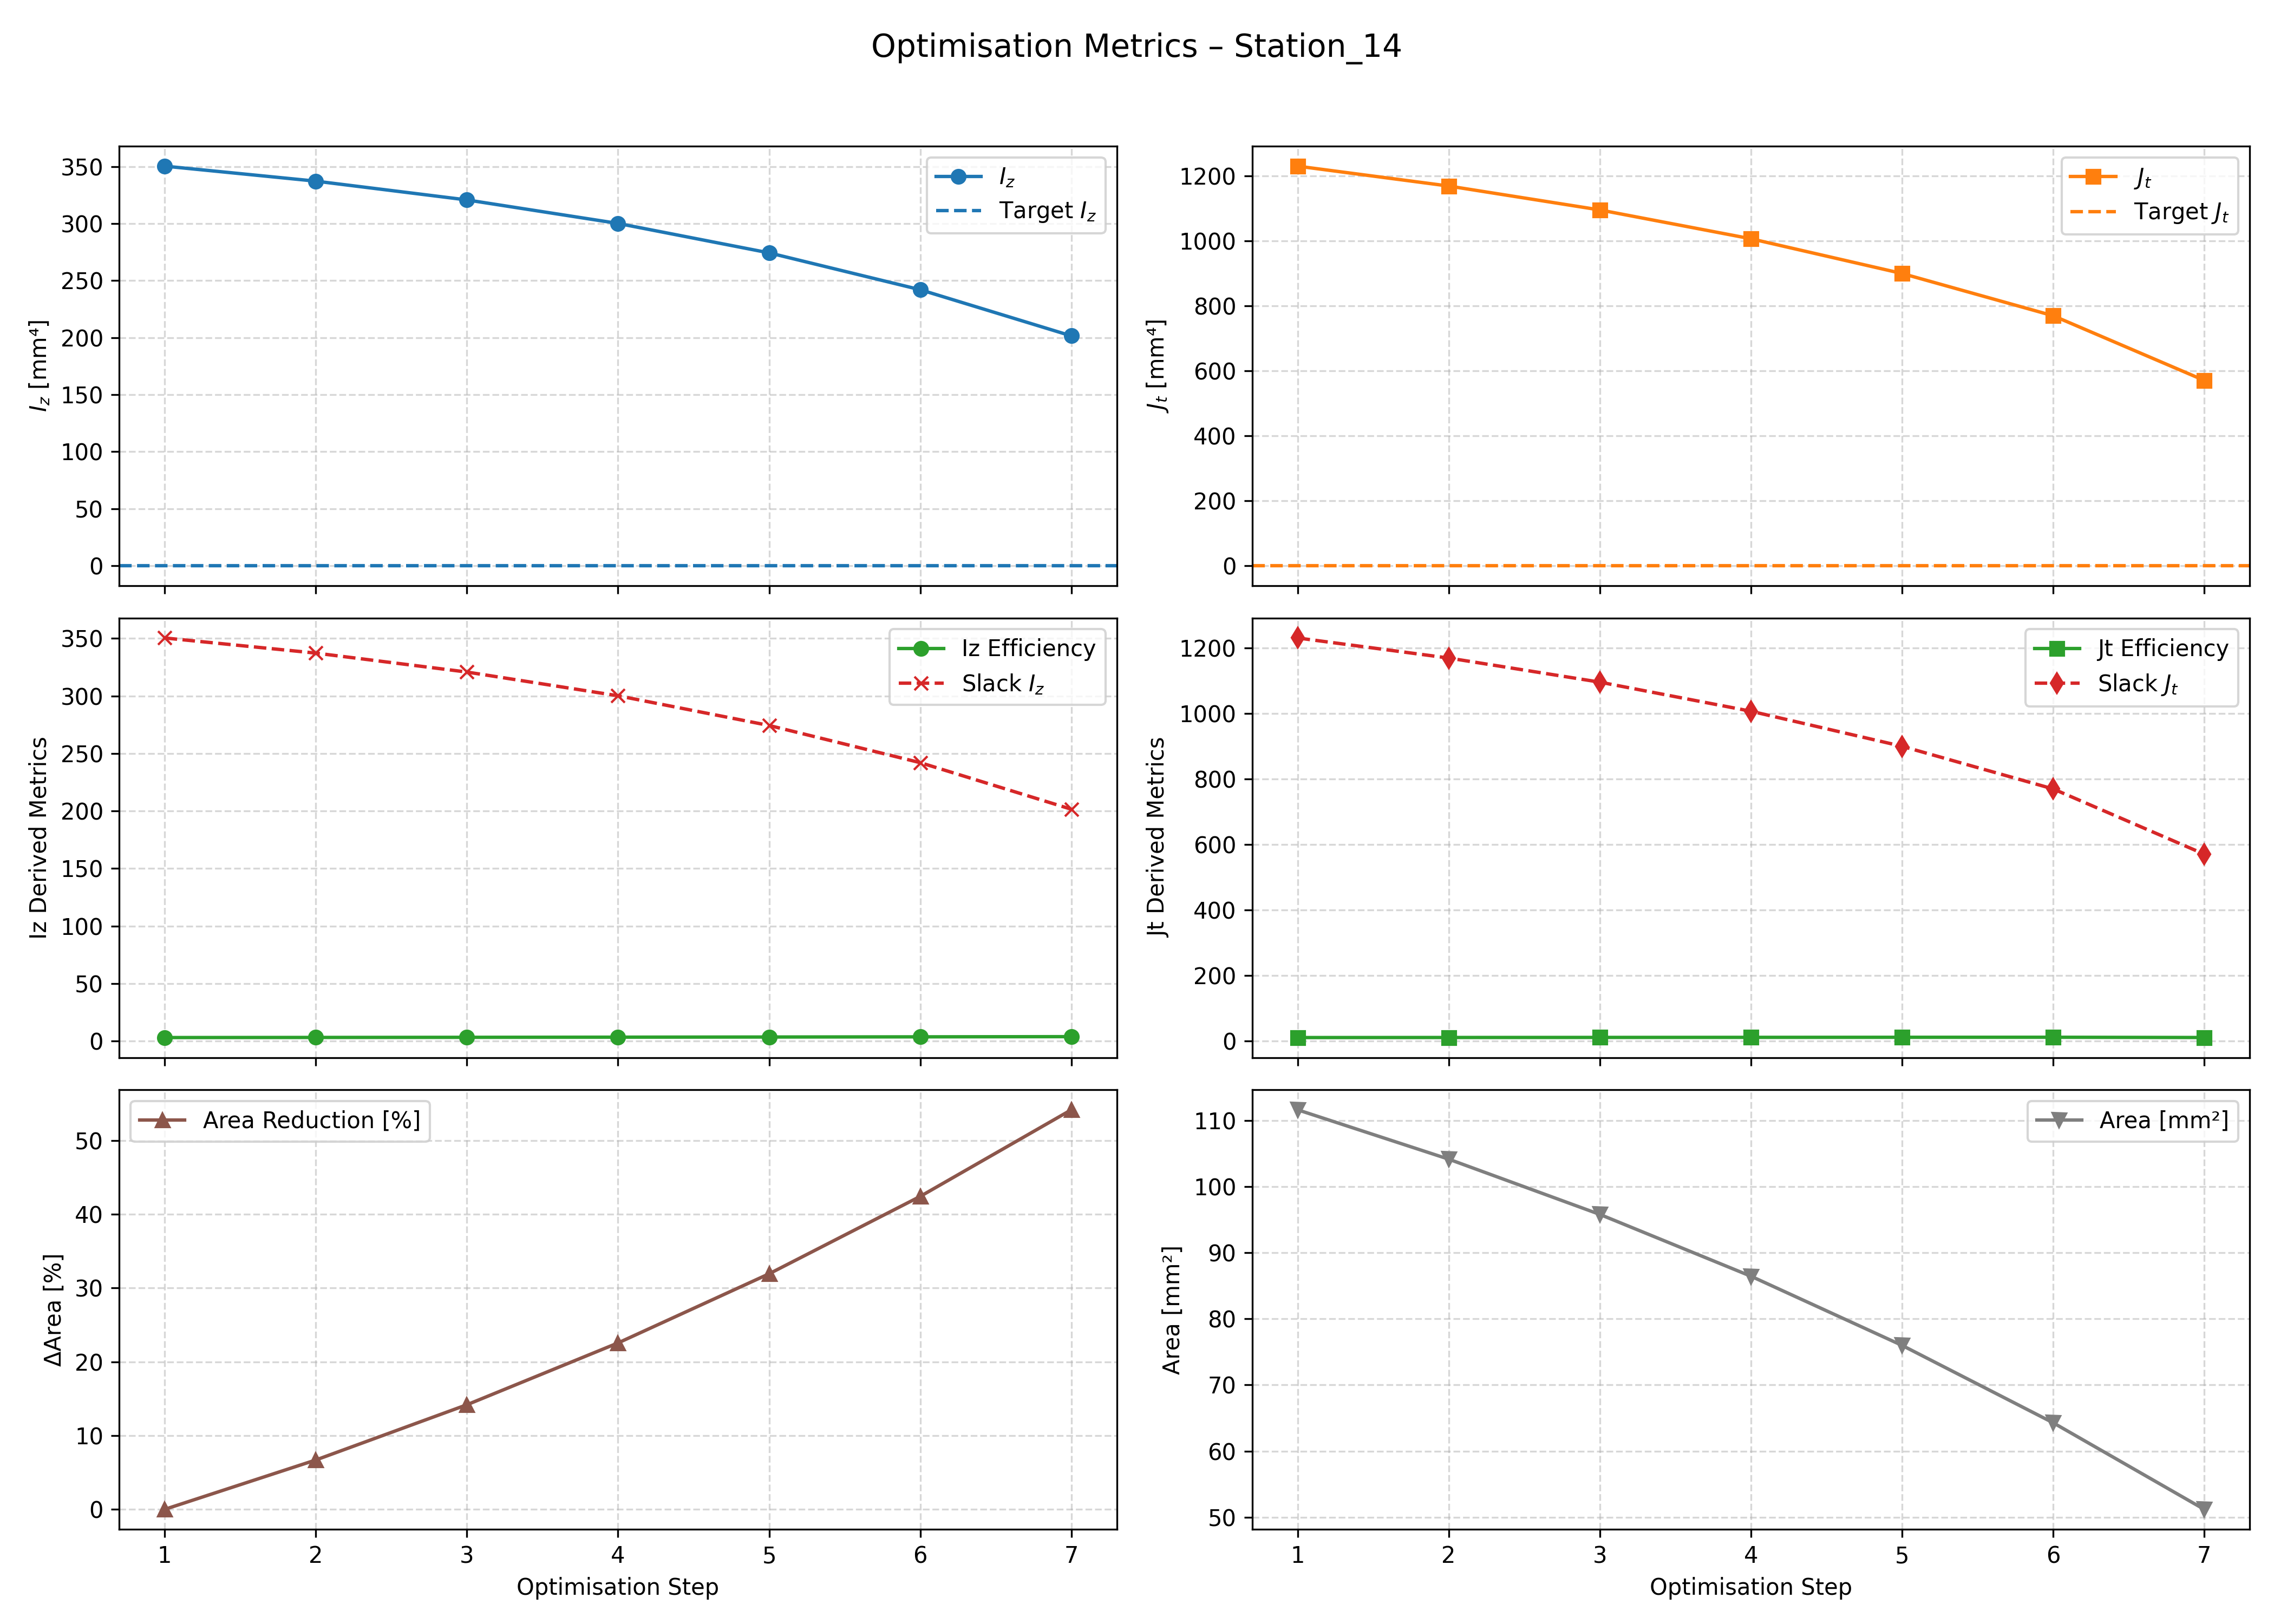 Optimisation Metrics – Station_14
350
300
250
200
150
100
50
0
I_z [mm⁴]
I_z
Target I_z
1200
1000
800
600
400
200
0
J_t [mm⁴]
J_t
Target J_t
350
300
250
200
150
100
50
0
Iz Derived Metrics
Iz Efficiency
Slack I_z
1200
1000
800
600
400
200
0
Jt Derived Metrics
Jt Efficiency
Slack J_t
50
40
30
20
10
0
ΔArea [%]
Area Reduction [%]
1 2 3 4 5 6 7
Optimisation Step
110
100
90
80
70
60
50
Area [mm²]
Area [mm²]
1 2 3 4 5 6 7
Optimisation Step